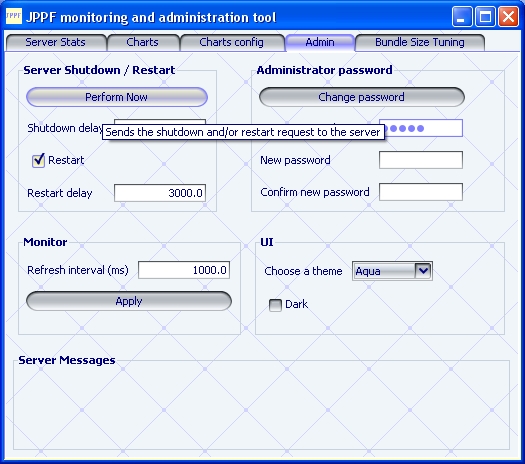 JPPF monitoring and administration tool
Server Stats
Charts
Charts config
Admin
Bundle Size Tuning
Server Shutdown / Restart
Perform Now
Shutdown delay
Sends the shutdown and/or restart request to the server
Restart
Restart delay
3000.0
Administrator password
Change password
New password
Confirm new password
Monitor
Refresh interval (ms)
1000.0
Apply
UI
Choose a theme
Aqua
Dark
Server Messages